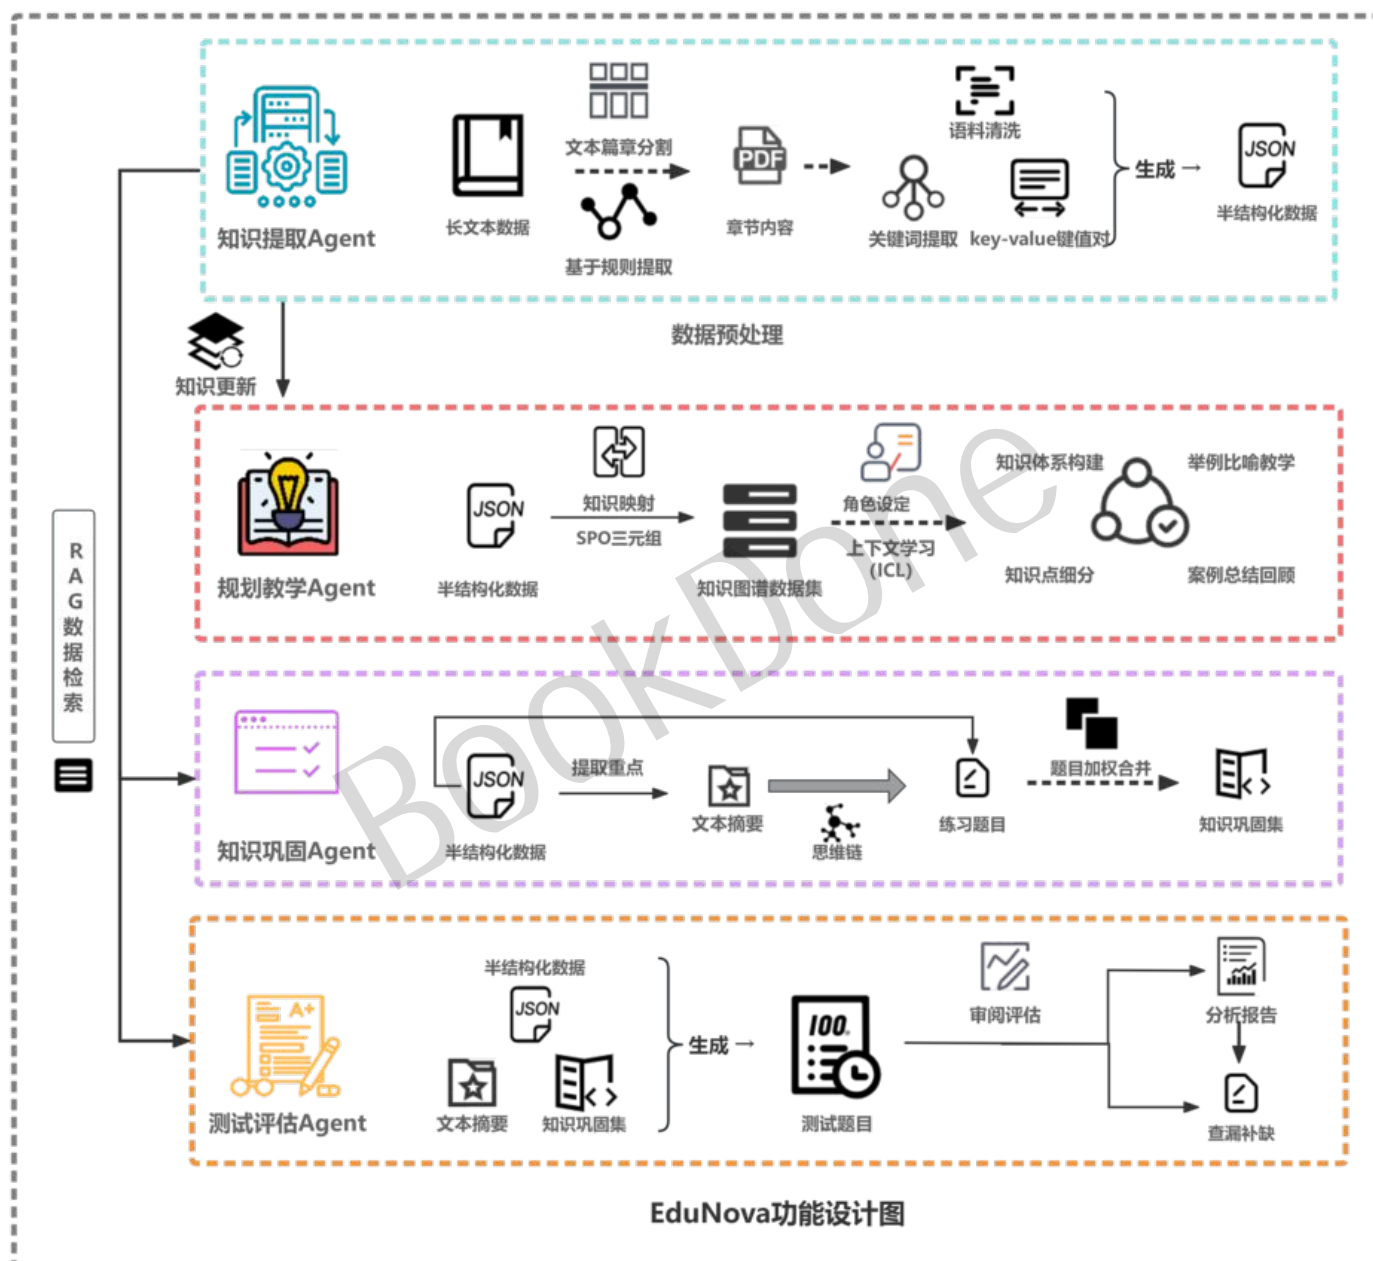 语料清洗
文本篇章分割
PDF
JSON
生成 →
知识提取Agent
长文本数据
章节内容
关键词提取
key-value键值对
半结构化数据
基于规则提取
数据预处理
知识更新
RAG数据检索
知识体系构建
举例比喻教学
JSON
知识映射
SPO三元组
角色设定
上下文学习
(ICL)
规划教学Agent
半结构化数据
知识图谱数据集
知识点细分
案例总结回顾
BookDone
JSON
提取重点
题目加权合并
文本摘要
练习题目
知识巩固集
知识巩固Agent
半结构化数据
思维链
半结构化数据
JSON
A+
生成 →
100
审阅评估
分析报告
测试评估Agent
文本摘要
知识巩固集
测试题目
查漏补缺
EduNova功能设计图